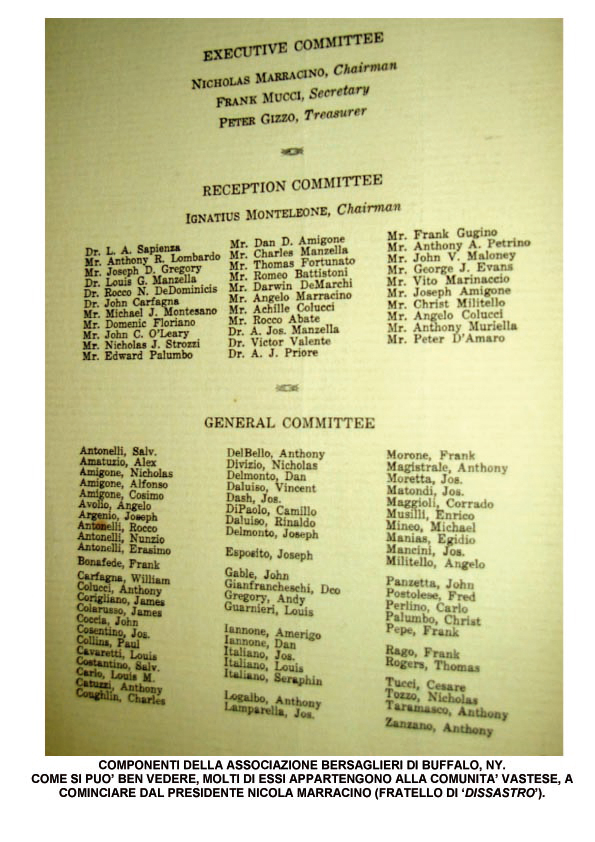 EXECUTIVE COMMITTEE
NICHOLAS MARRACINO, Chairman
FRANK MUCCI, Secretary
PETER GIZZO, Treasurer
RECEPTION COMMITTEE
IGNATIUS MONTELEONE, Chairman
Dr. L. A. Sapienza
Mr. Anthony R. Lombardo
Mr. Joseph D. Gregory
Dr. Louis G. Manzella
Dr. Rocco N. DeDominicis
Dr. John Carfagna
Mr. Michael J. Montesano
Mr. Domenic Floriano
Mr. John C. O'Leary
Mr. Nicholas J. Strozzi
Mr. Edward Palumbo
Mr. Dan D. Amigone
Mr. Charles Manzella
Mr. Thomas Fortunato
Mr. Romeo Battistoni
Mr. Darwin DeMarchi
Mr. Angelo Marracino
Mr. Achille Colucci
Mr. Rocco Abate
Dr. A. Jos. Manzella
Dr. Victor Valente
Dr. A. J. Priore
Mr. Frank Gugino
Mr. Anthony A. Petrino
Mr. John V. Maloney
Mr. George J. Evans
Mr. Vito Marinaccio
Mr. Joseph Amigone
Mr. Christ Militello
Mr. Angelo Colucci
Mr. Anthony Muriella
Mr. Peter D'Amaro
GENERAL COMMITTEE
Antonelli, Salv.
Amatuzio, Alex
Amigone, Nicholas
Amigone, Alfonso
Amigone, Cosimo
Avolio, Angelo
Argenio, Joseph
Antonelli, Rocco
Antonelli, Nunzio
Antonelli, Erasimo
Bonafede, Frank
Carfagna, William
Colucci, Anthony
Corigliano, James
Colarusso, James
Coccia, John
Cosentino, Jos.
Collins, Paul
Cavaretti, Louis
Costantino, Salv.
Cario, Louis M.
Catuzzi, Anthony
Coughlin, Charles
DelBello, Anthony
Divizio, Nicholas
Delmonto, Dan
Daluiso, Vincent
Dash, Jos.
DiPaolo, Camillo
Daluiso, Rinaldo
Delmonto, Joseph
Esposito, Joseph
Gable, John
Gianfrancheschi, Deo
Gregory, Andy
Guarnieri, Louis
Iannone, Amerigo
Iannone, Dan
Italiano, Jos.
Italiano, Louis
Italiano, Seraphin
Logalbo, Anthony
Lamparella, Jos.
Morone, Frank
Magistrale, Anthony
Moretta, Jos.
Matondi, Jos.
Maggioli, Corrado
Musilli, Enrico
Mineo, Michael
Manias, Egidio
Mancini, Jos.
Militello, Angelo
Panzetta, John
Postolese, Fred
Perlino, Carlo
Palumbo, Christ
Pepe, Frank
Rago, Frank
Rogers, Thomas
Tucci, Cesare
Tozzo, Nicholas
Taramasco, Anthony
Zanzano, Anthony
COMPONENTI DELLA ASSOCIAZIONE BERSAGLIERI DI BUFFALO, NY.
COME SI PUO' BEN VEDERE, MOLTI DI ESSI APPARTENGONO ALLA COMUNITA' VASTESE, A
COMINCIARE DAL PRESIDENTE NICOLA MARRACINO (FRATELLO DI 'DISSASTRO').